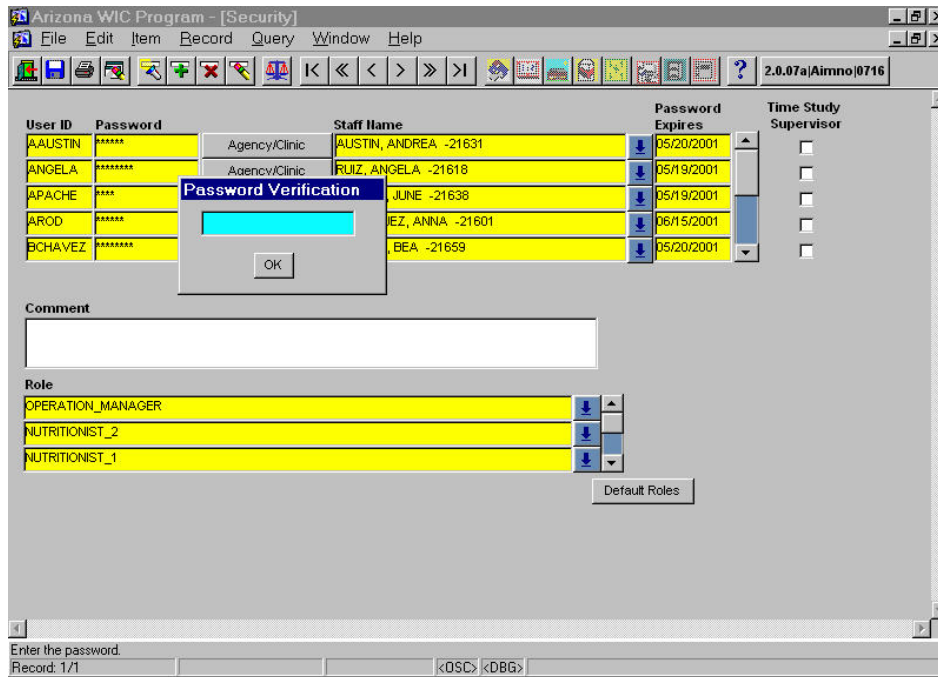 Arizona WIC Program - [Security]
File Edit Item Record Query Window Help
2.0.07a|Aimno|0716
User ID Password Staff Name Password Expires Time Study Supervisor
AAUSTIN ****** Agency/Clinic AUSTIN, ANDREA -21631 05/20/2001
ANGELA ****** Agency/Clinic RUIZ, ANGELA -21618 05/19/2001
Password Verification
APACHE **** , JUNE -21638 05/19/2001
AROD ****** UEZ, ANNA -21601 06/15/2001
BCHAVEZ ******** , BEA -21659 05/20/2001
OK
Comment
Role
OPERATION_MANAGER
NUTRITIONIST_2
NUTRITIONIST_1
Default Roles
Enter the password.
Record: 1/1 <OSC> <DBG>